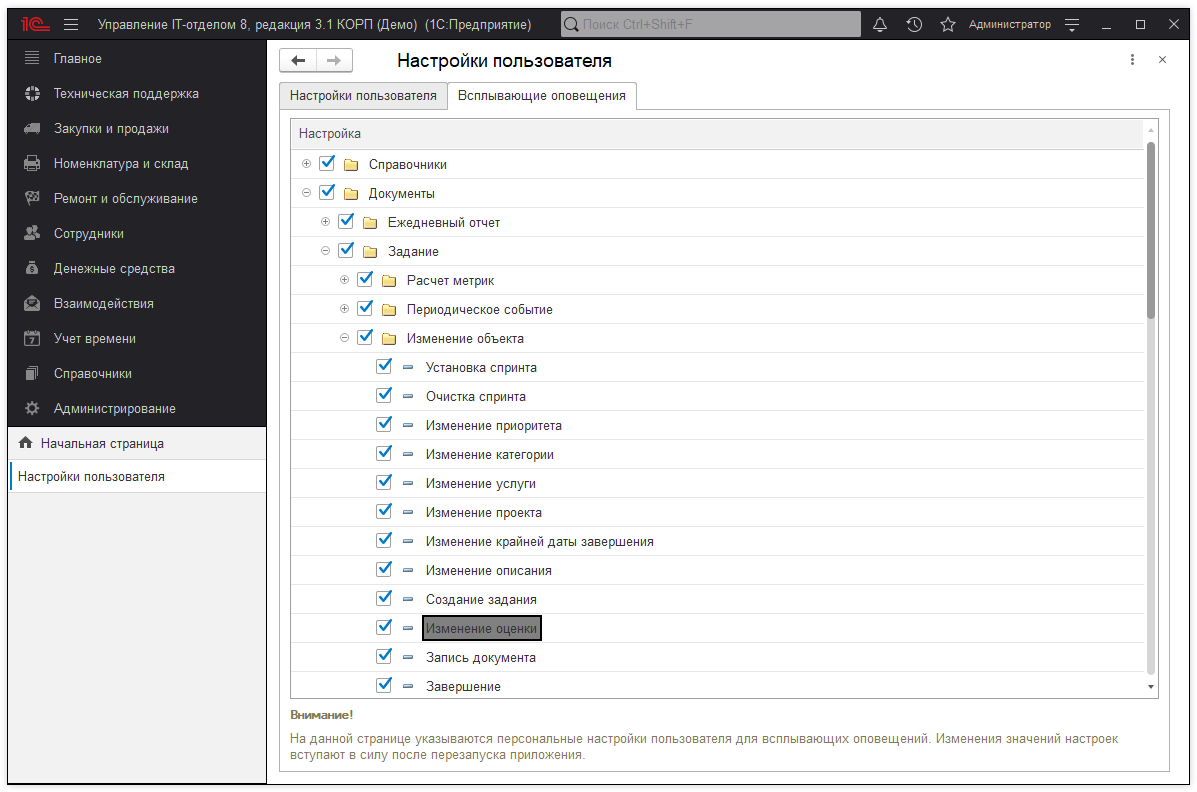 1С Управление IT-отделом 8, редакция 3.1 КОРП (Демо) (1С:Предприятие) Поиск Ctrl+Shift+F Администратор
Главное
Техническая поддержка
Закупки и продажи
Номенклатура и склад
Ремонт и обслуживание
Сотрудники
Денежные средства
Взаимодействия
7 Учет времени
Справочники
Администрирование
Начальная страница
Настройки пользователя
Настройки пользователя
Настройки пользователя Всплывающие оповещения
Настройка
Справочники
Документы
Ежедневный отчет
Задание
Расчет метрик
Периодическое событие
Изменение объекта
Установка спринта
Очистка спринта
Изменение приоритета
Изменение категории
Изменение услуги
Изменение проекта
Изменение крайней даты завершения
Изменение описания
Создание задания
Изменение оценки
Запись документа
Завершение
Внимание!
На данной странице указываются персональные настройки пользователя для всплывающих оповещений. Изменения значений настроек
вступают в силу после перезапуска приложения.